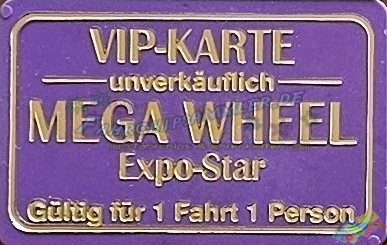 VIP-KARTE
unverkäuflich
MEGA WHEEL
Expo-Star
Gültig für 1 Fahrt 1 Person